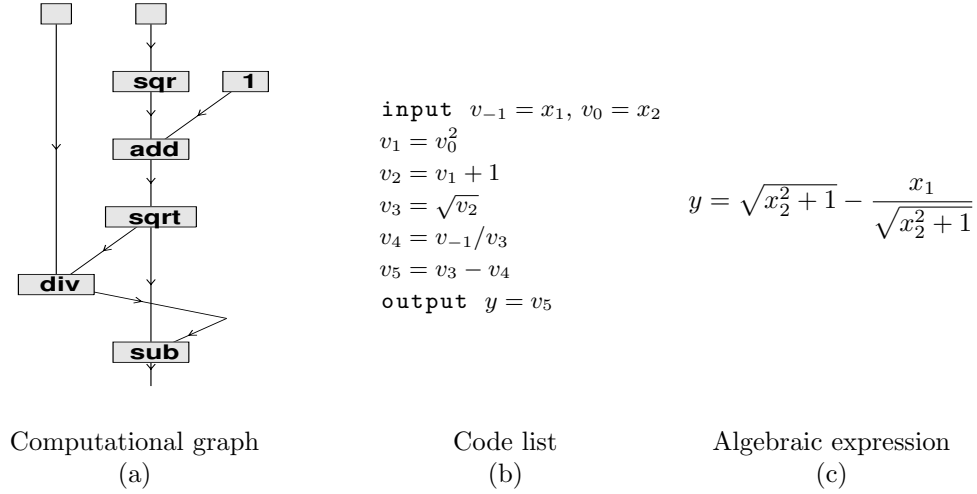 sqr
1
add
sqrt
div
sub
input v₋₁ = x₁, v₀ = x₂
v₁ = v₀²
v₂ = v₁ + 1
v₃ = √v₂
v₄ = v₋₁/v₃
v₅ = v₃ − v₄
output y = v₅
y = √(x₂² + 1) − x₁/√(x₂² + 1)
Computational graph
(a)
Code list
(b)
Algebraic expression
(c)